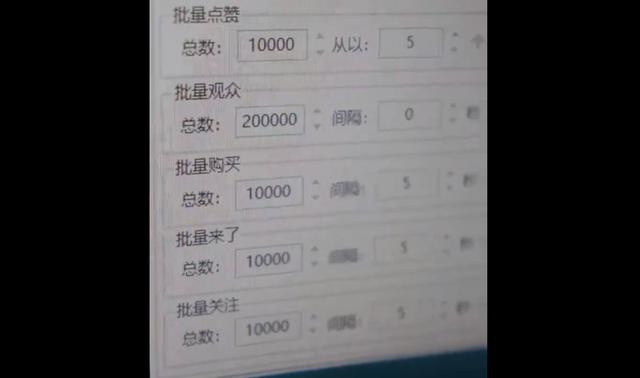 批量点赞
总数： 10000 从以： 5 个
批量观众
总数： 200000 间隔： 0 秒
批量购买
总数： 10000 间隔： 5 秒
批量来了
总数： 10000 间隔： 5 秒
批量关注
总数： 10000 间隔： 5 秒